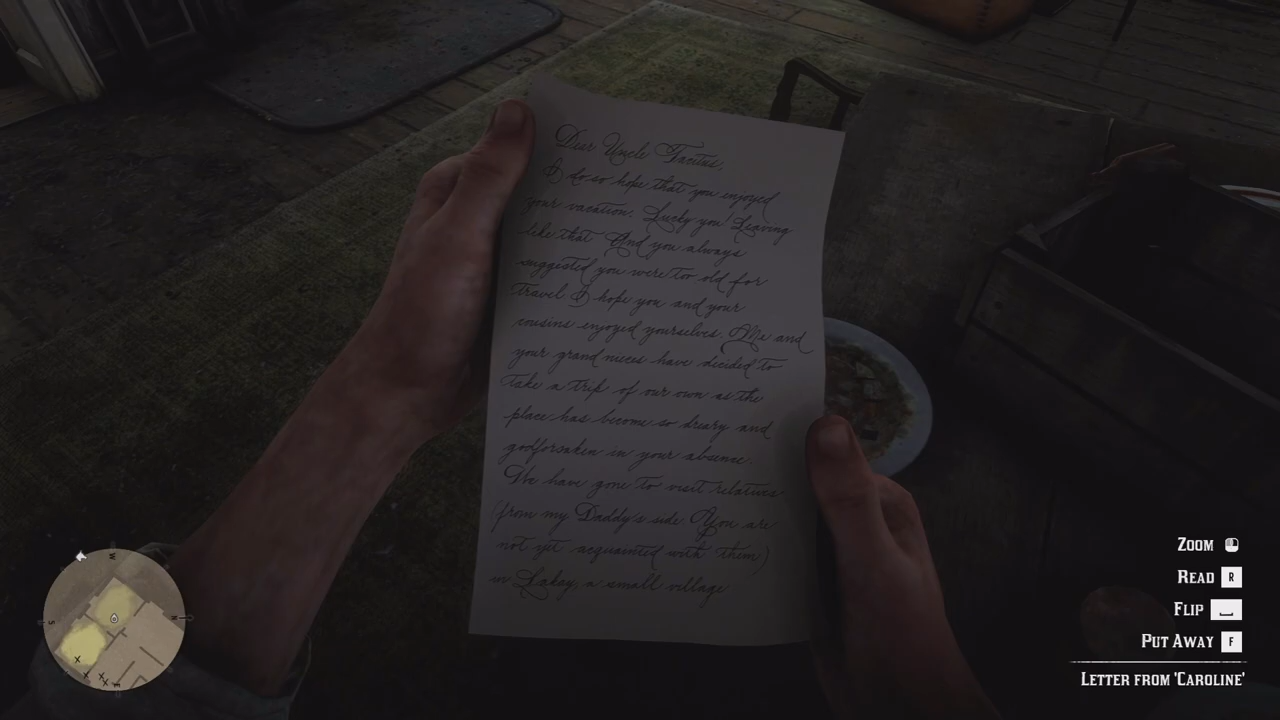 Dear Uncle Tacitus,
I do so hope that you enjoyed
your vacation. Lucky you! Leaving
like that. And you always
suggested you were too old for
travel. I hope you and your
cousins enjoyed yourselves. Me and
your grand nieces have decided to
take a trip of our own as the
place has become so dreary and
godforsaken in your absence.
We have gone to visit relatives
(from my Daddy's side. You are
not yet acquainted with them)
in Lakay, a small village
ZOOM
READ R
FLIP
PUT AWAY F
LETTER FROM 'CAROLINE'